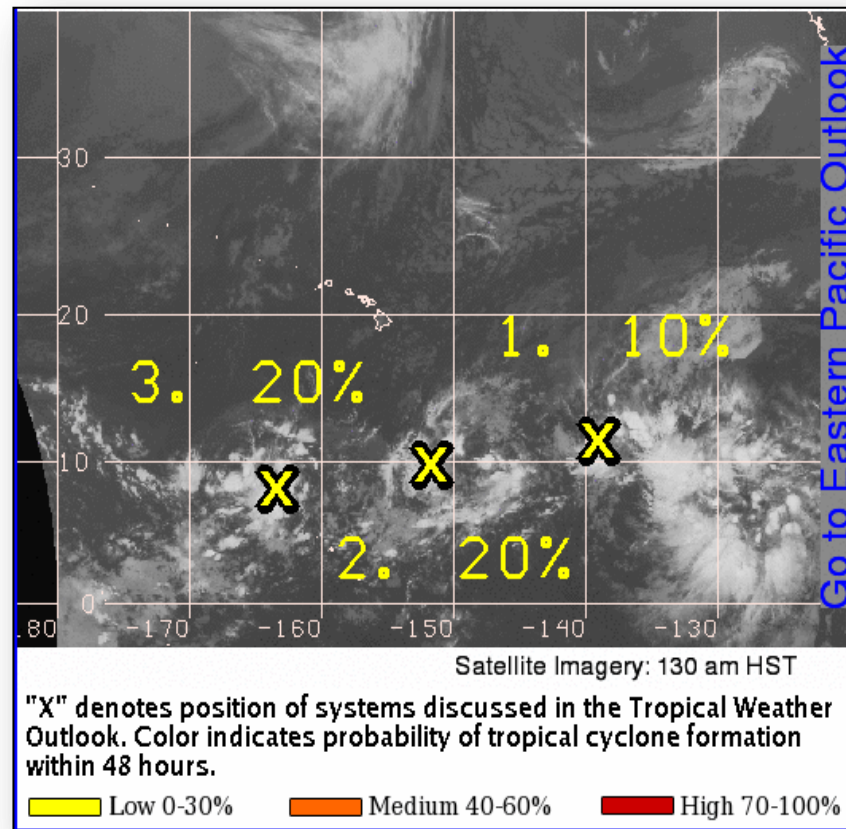 30
20
1. 10%
3. 20%
10
2. 20%
0
180 -170 -160 -150 -140 -130
Go to Eastern Pacific Outlook
Satellite Imagery: 130 am HST
"X" denotes position of systems discussed in the Tropical Weather
Outlook. Color indicates probability of tropical cyclone formation
within 48 hours.
Low 0-30% Medium 40-60% High 70-100%